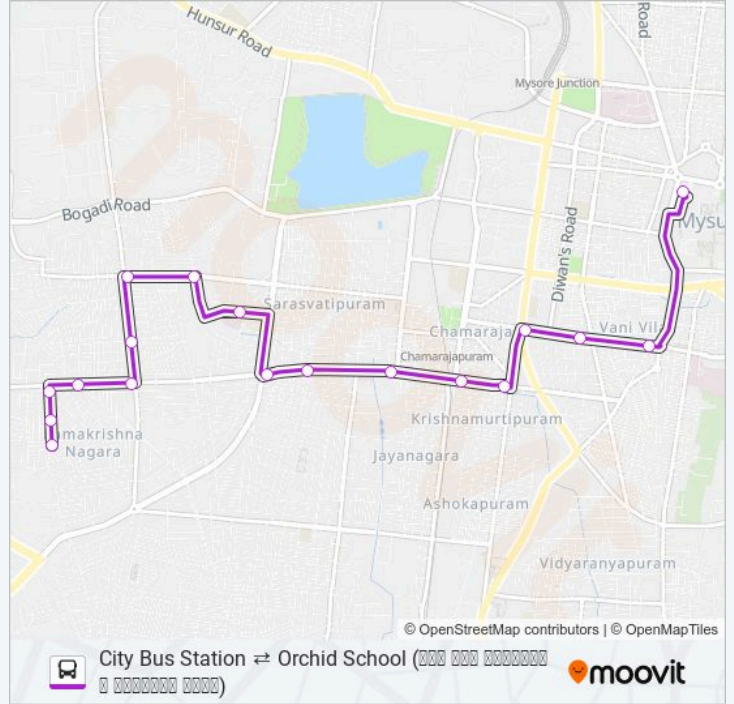 Hunsur Road
Road
Mysore Junction
Bogadi Road
Diwan's Road
Mysu
Sarasvatipuram
Chamaraja
Vani Vila
Chamarajapuram
Krishnamurtipuram
makrishna
Nagara
Jayanagara
Ashokapuram
Vidyaranyapuram
© OpenStreetMap contributors | © OpenMapTiles
City Bus Station ⇄ Orchid School (
)
moovit